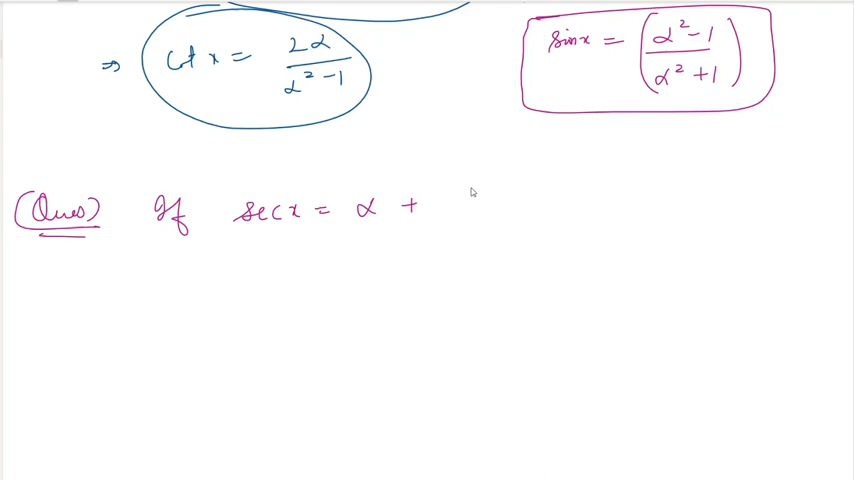 ⇒ cot x = 2α / α² - 1
sin x = (α² - 1 / α² + 1)
(Ques) If sec x = α +